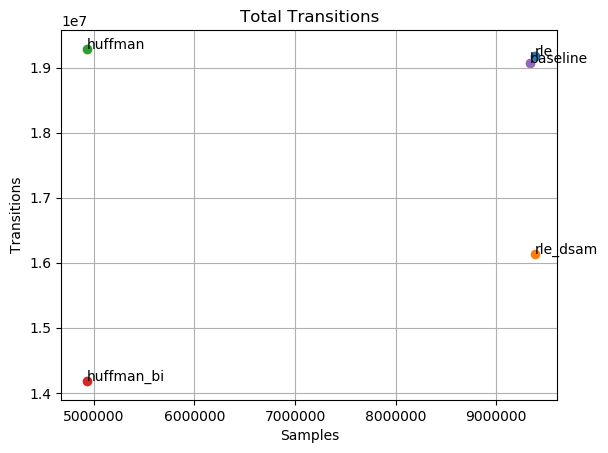 Total Transitions
1e7
huffman
rle
baseline
1.9
1.8
1.7
rle_dsam
1.6
1.5
huffman_bi
1.4
Transitions
5000000 6000000 7000000 8000000 9000000
Samples